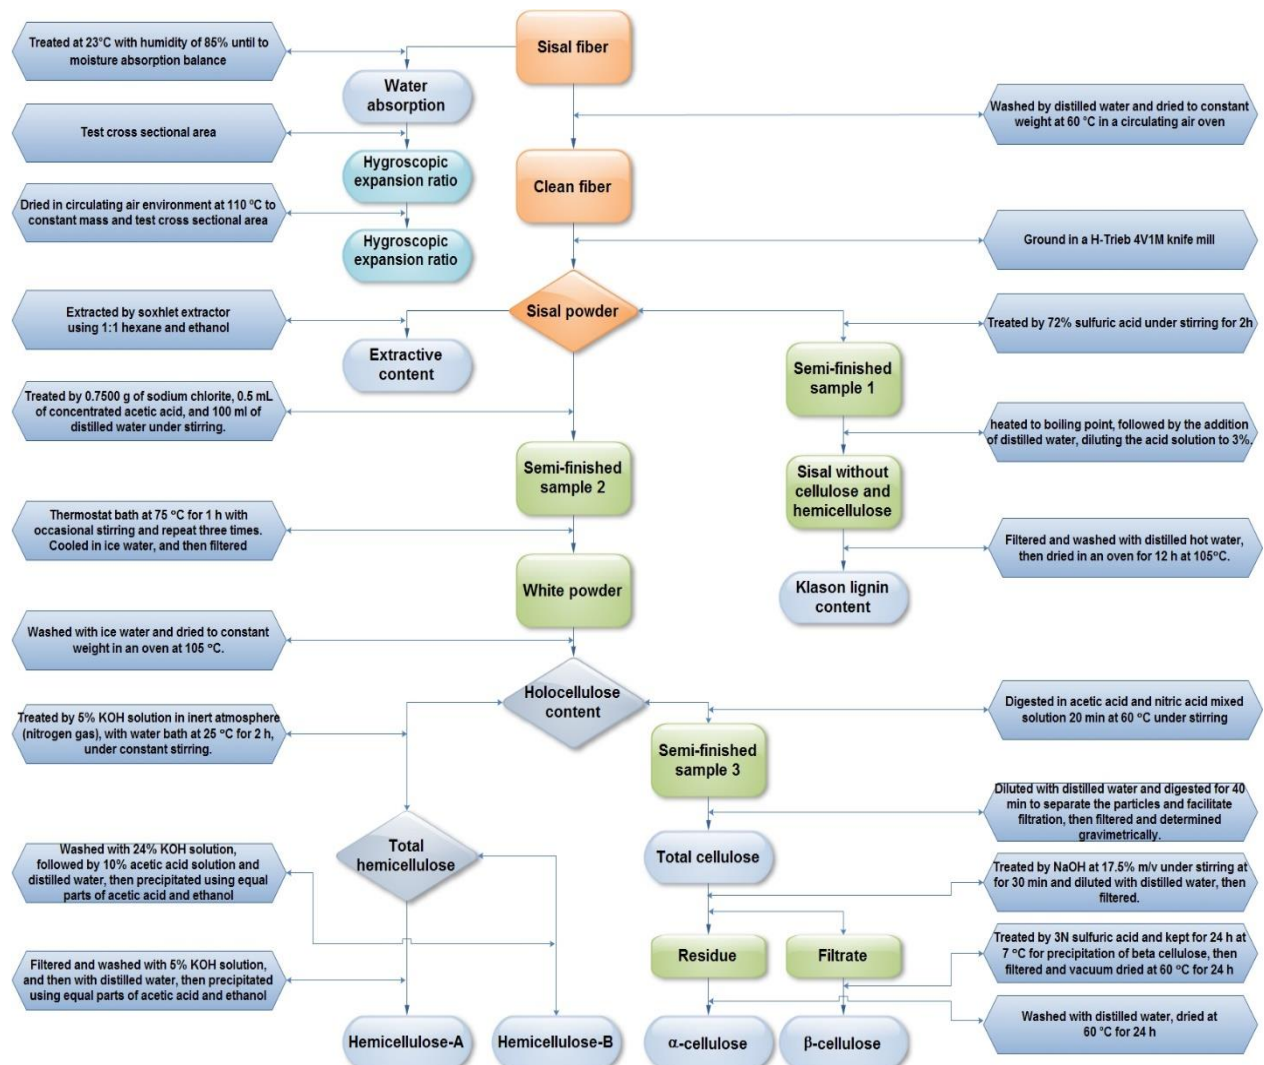 Treated at 23°C with humidity of 85% until to
moisture absorption balance
Sisal fiber
Water
absorption
Washed by distilled water and dried to constant
weight at 60 °C in a circulating air oven
Test cross sectional area
Hygroscopic
expansion ratio
Clean fiber
Dried in circulating air environment at 110 °C to
constant mass and test cross sectional area
Hygroscopic
expansion ratio
Ground in a H-Trieb 4V1M knife mill
Sisal powder
Extracted by soxhlet extractor
using 1:1 hexane and ethanol
Extractive
content
Treated by 72% sulfuric acid under stirring for 2h
Semi-finished
sample 1
Treated by 0.7500 g of sodium chlorite, 0.5 mL
of concentrated acetic acid, and 100 ml of
distilled water under stirring.
heated to boiling point, followed by the addition
of distilled water, diluting the acid solution to 3%.
Semi-finished
sample 2
Sisal without
cellulose and
hemicellulose
Thermostat bath at 75 °C for 1 h with
occasional stirring and repeat three times.
Cooled in ice water, and then filtered
Filtered and washed with distilled hot water,
then dried in an oven for 12 h at 105°C.
White powder
Klason lignin
content
Washed with ice water and dried to constant
weight in an oven at 105 °C.
Holocellulose
content
Treated by 5% KOH solution in inert atmosphere
(nitrogen gas), with water bath at 25 °C for 2 h,
under constant stirring.
Digested in acetic acid and nitric acid mixed
solution 20 min at 60 °C under stirring
Semi-finished
sample 3
Diluted with distilled water and digested for 40
min to separate the particles and facilitate
filtration, then filtered and determined
gravimetrically.
Total
hemicellulose
Total cellulose
Washed with 24% KOH solution,
followed by 10% acetic acid solution and
distilled water, then precipitated using equal
parts of acetic acid and ethanol
Treated by NaOH at 17.5% m/v under stirring at
for 30 min and diluted with distilled water, then
filtered.
Residue
Filtrate
Treated by 3N sulfuric acid and kept for 24 h at
7 °C for precipitation of beta cellulose, then
filtered and vacuum dried at 60 °C for 24 h
Filtered and washed with 5% KOH solution,
and then with distilled water, then precipitated
using equal parts of acetic acid and ethanol
Washed with distilled water, dried at
60 °C for 24 h
Hemicellulose-A
Hemicellulose-B
α-cellulose
β-cellulose